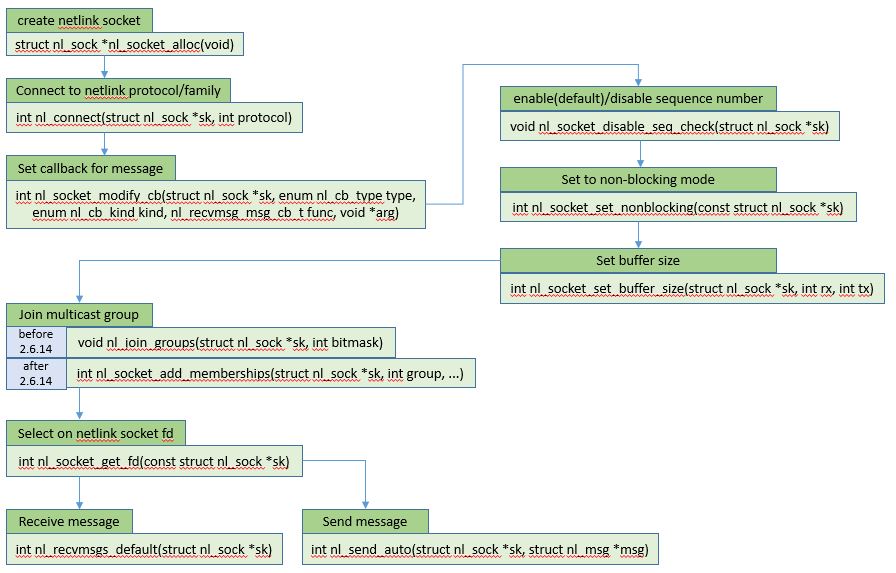 create netlink socket
struct nl_sock *nl_socket_alloc(void)
Connect to netlink protocol/family
int nl_connect(struct nl_sock *sk, int protocol)
Set callback for message
int nl_socket_modify_cb(struct nl_sock *sk, enum nl_cb_type type,
enum nl_cb_kind kind, nl_recvmsg_msg_cb_t func, void *arg)
enable(default)/disable sequence number
void nl_socket_disable_seq_check(struct nl_sock *sk)
Set to non-blocking mode
int nl_socket_set_nonblocking(const struct nl_sock *sk)
Set buffer size
int nl_socket_set_buffer_size(struct nl_sock *sk, int rx, int tx)
Join multicast group
before
2.6.14
void nl_join_groups(struct nl_sock *sk, int bitmask)
after
2.6.14
int nl_socket_add_memberships(struct nl_sock *sk, int group, ...)
Select on netlink socket fd
int nl_socket_get_fd(const struct nl_sock *sk)
Receive message
int nl_recvmsgs_default(struct nl_sock *sk)
Send message
int nl_send_auto(struct nl_sock *sk, struct nl_msg *msg)